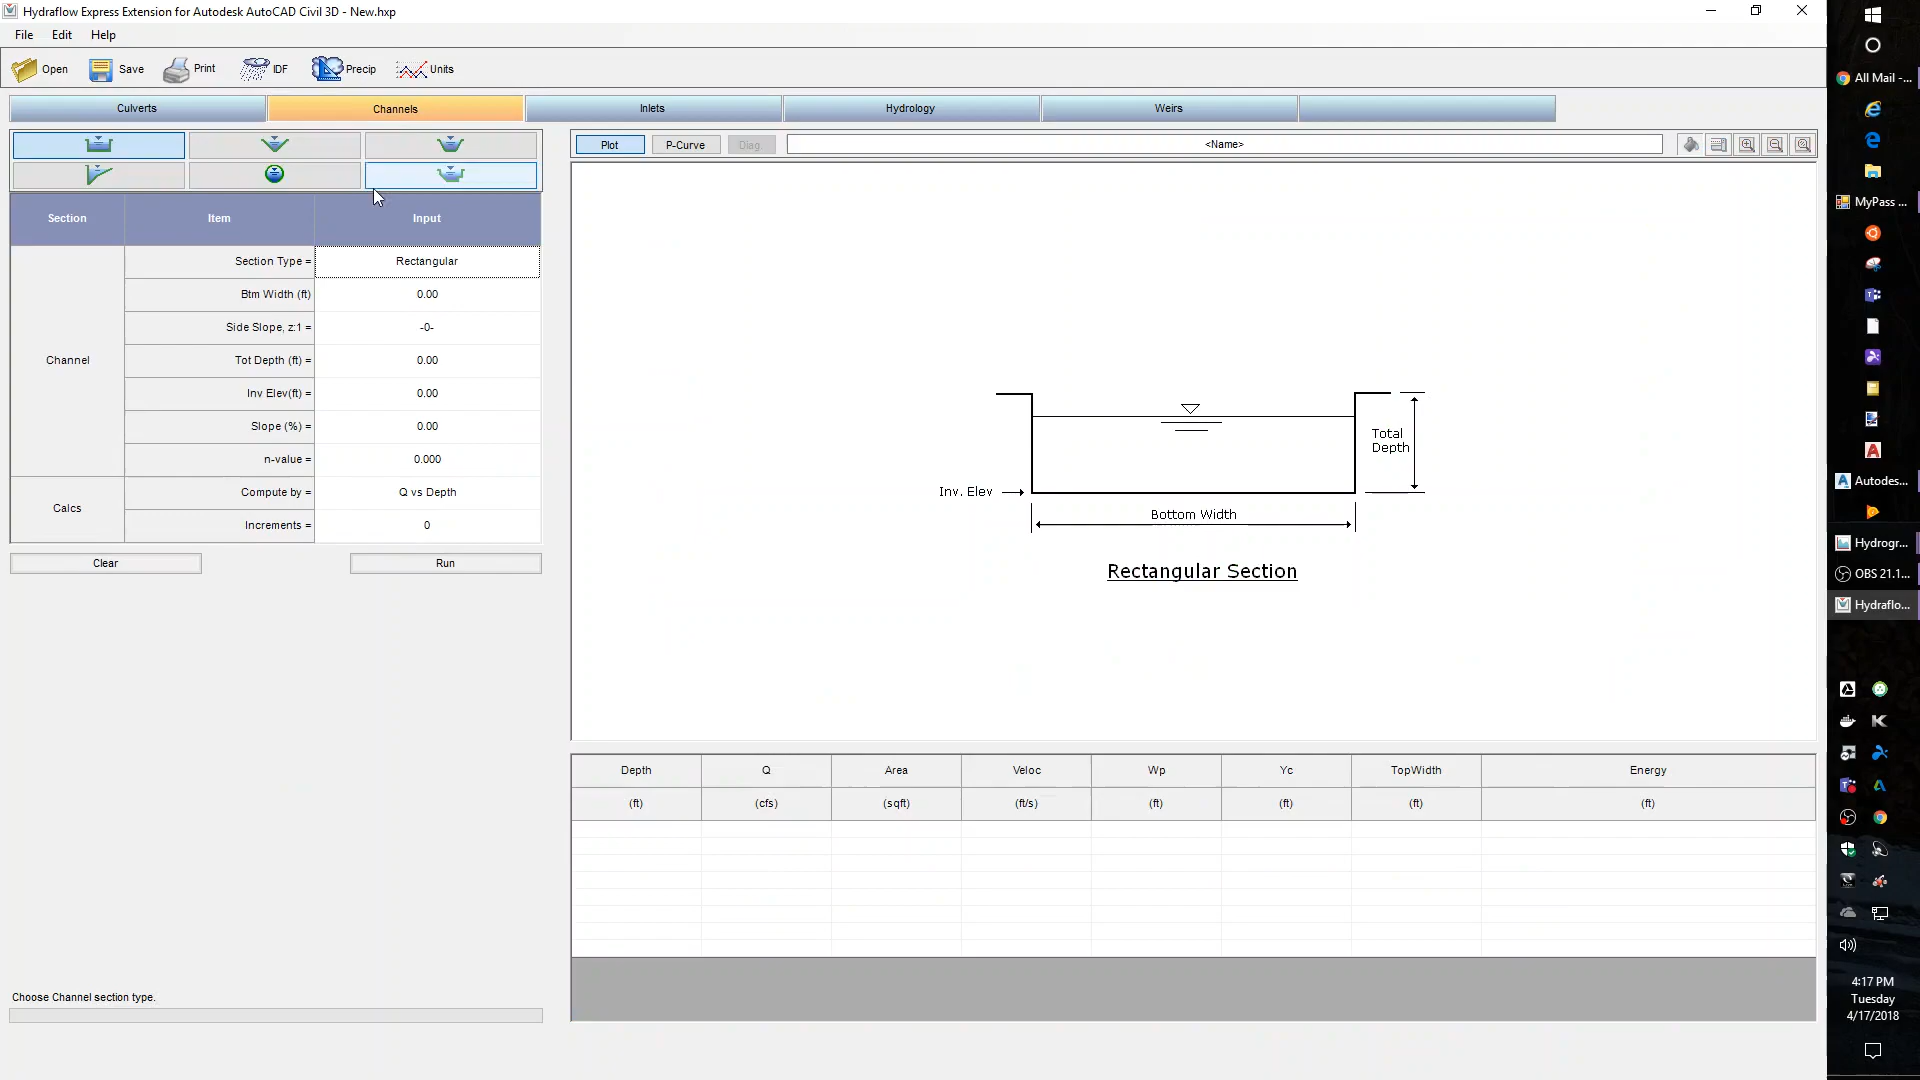 Hydraflow Express Extension for Autodesk AutoCAD Civil 3D - New.hxp
File Edit Help
Open Save Print IDF Precip Units
Culverts Channels Inlets Hydrology Weirs
Plot P-Curve Diag <Name>
Section Item Input
Channel
Section Type = Rectangular
Btm Width (ft) 0.00
Side Slope, z:1 = -0-
Tot Depth (ft) = 0.00
Inv Elev(ft) = 0.00
Slope (%) = 0.00
n-value = 0.000
Calcs
Compute by = Q vs Depth
Increments = 0
Clear Run
Choose Channel section type.
Total
Depth
Inv. Elev
Bottom Width
Rectangular Section
Depth Q Area Veloc Wp Yc TopWidth Energy
(ft) (cfs) (sqft) (ft/s) (ft) (ft) (ft) (ft)
All Mail -...
MyPass ...
Autodes...
Hydrogr...
OBS 21.1...
Hydraflo...
4:17 PM
Tuesday
4/17/2018